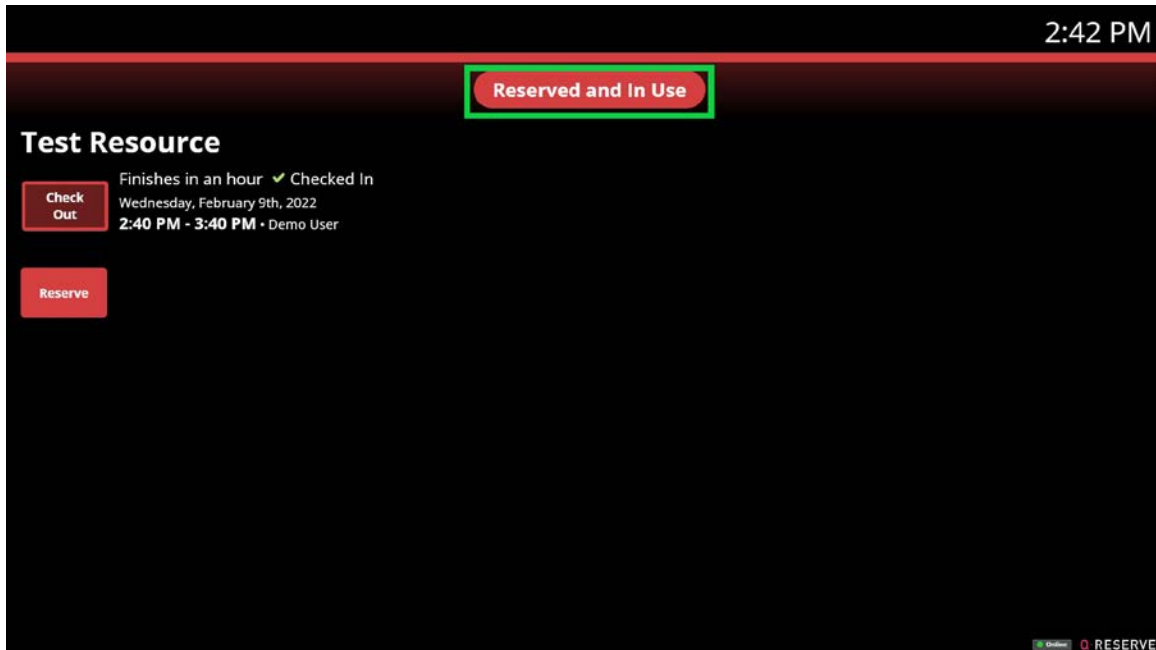 2:42 PM
Reserved and In Use
Test Resource
Finishes in an hour ✔ Checked In
Check
Out
Wednesday, February 9th, 2022
2:40 PM - 3:40 PM • Demo User
Reserve
Online Q RESERVE